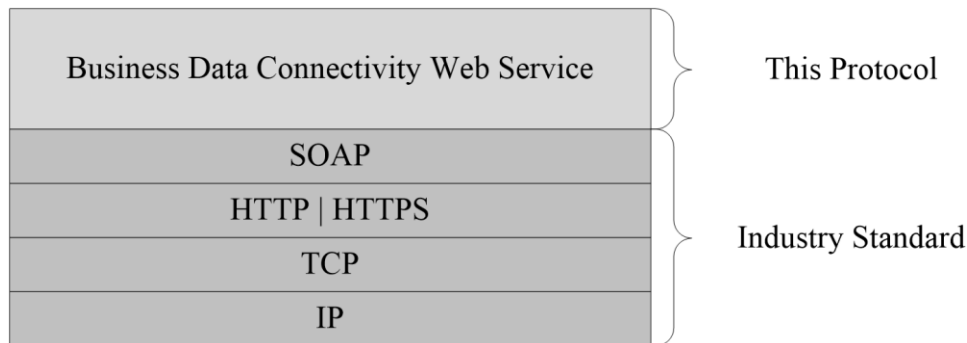 Business Data Connectivity Web Service
This Protocol
SOAP
HTTP | HTTPS
Industry Standard
TCP
IP